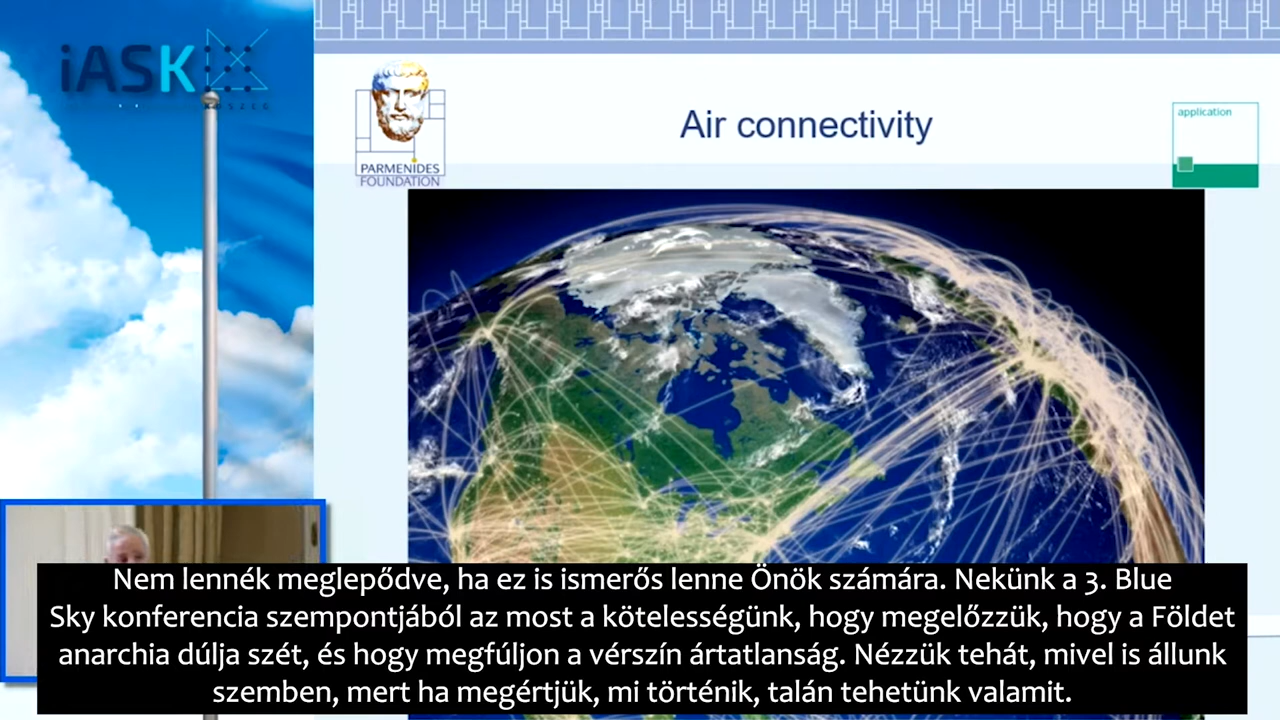 iASK
KŐSZEG
PARMENIDES
FOUNDATION
Air connectivity
application
Nem lennék meglepődve, ha ez is ismerős lenne Önök számára. Nekünk a 3. Blue
Sky konferencia szempontjából az most a kötelességünk, hogy megelőzzük, hogy a Földet
anarchia dúlja szét, és hogy megfúljon a vérszín ártatlanság. Nézzük tehát, mivel is állunk
szemben, mert ha megértjük, mi történik, talán tehetünk valamit.